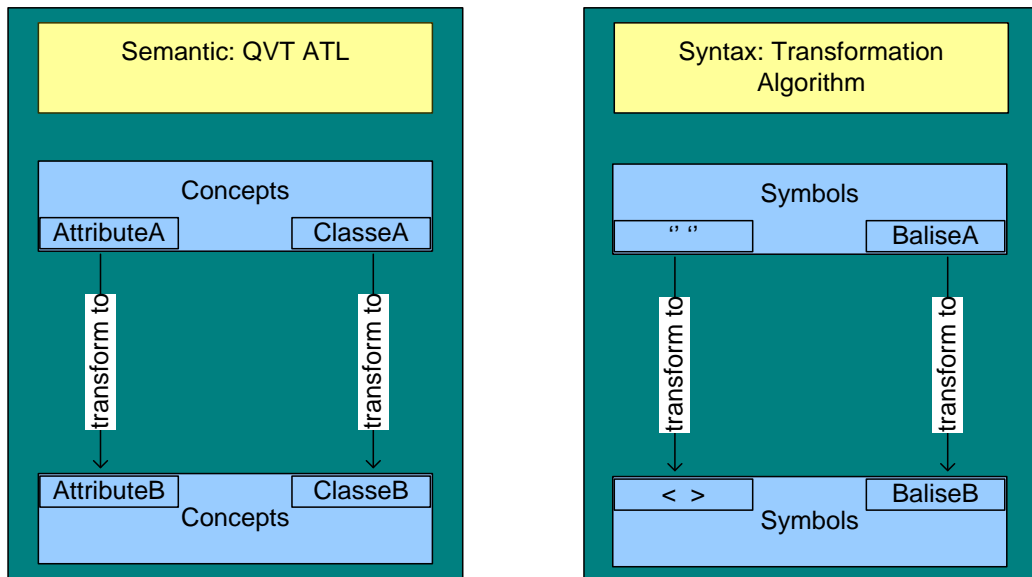 Semantic: QVT ATL
Concepts
AttributeA
ClasseA
transform to
transform to
AttributeB
ClasseB
Concepts
Syntax: Transformation
Algorithm
Symbols
‘’ ‘’
BaliseA
transform to
transform to
< >
BaliseB
Symbols